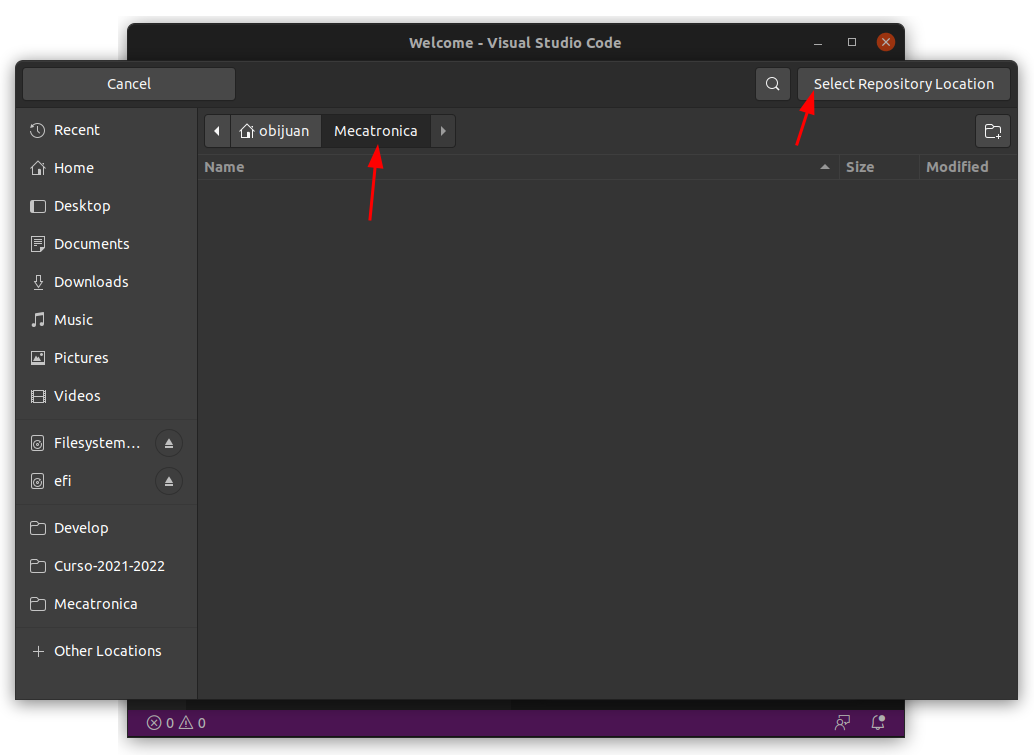 Welcome - Visual Studio Code
Cancel
Select Repository Location
Recent
Home
Desktop
Documents
Downloads
Music
Pictures
Videos
Filesystem...
efi
Develop
Curso-2021-2022
Mecatronica
Other Locations
obijuan Mecatronica
Name Size Modified
0 0